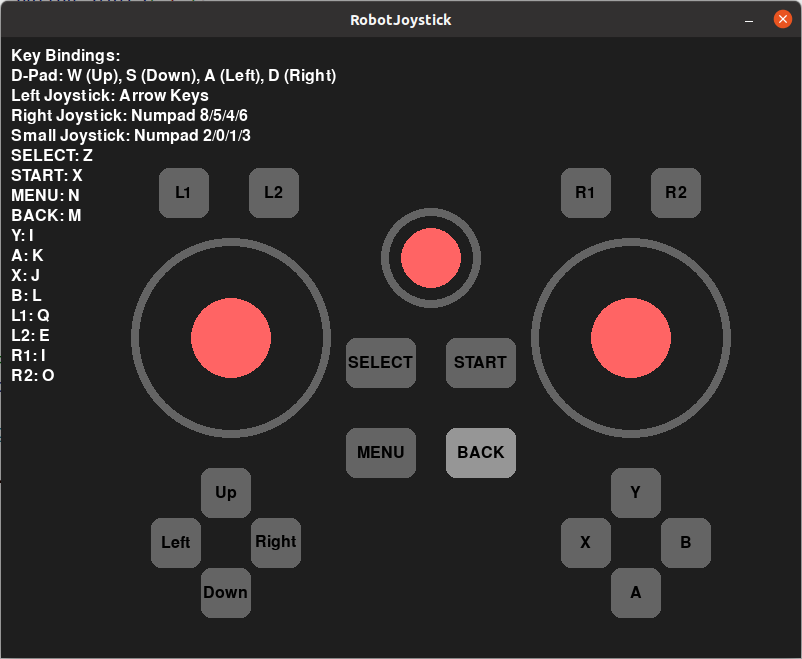 RobotJoystick
Key Bindings:
D-Pad: W (Up), S (Down), A (Left), D (Right)
Left Joystick: Arrow Keys
Right Joystick: Numpad 8/5/4/6
Small Joystick: Numpad 2/0/1/3
SELECT: Z
START: X
MENU: N
BACK: M
Y: I
A: K
X: J
B: L
L1: Q
L2: E
R1: I
R2: O
L1 L2 R1 R2
SELECT START
MENU BACK
Up Y
Left Right X B
Down A